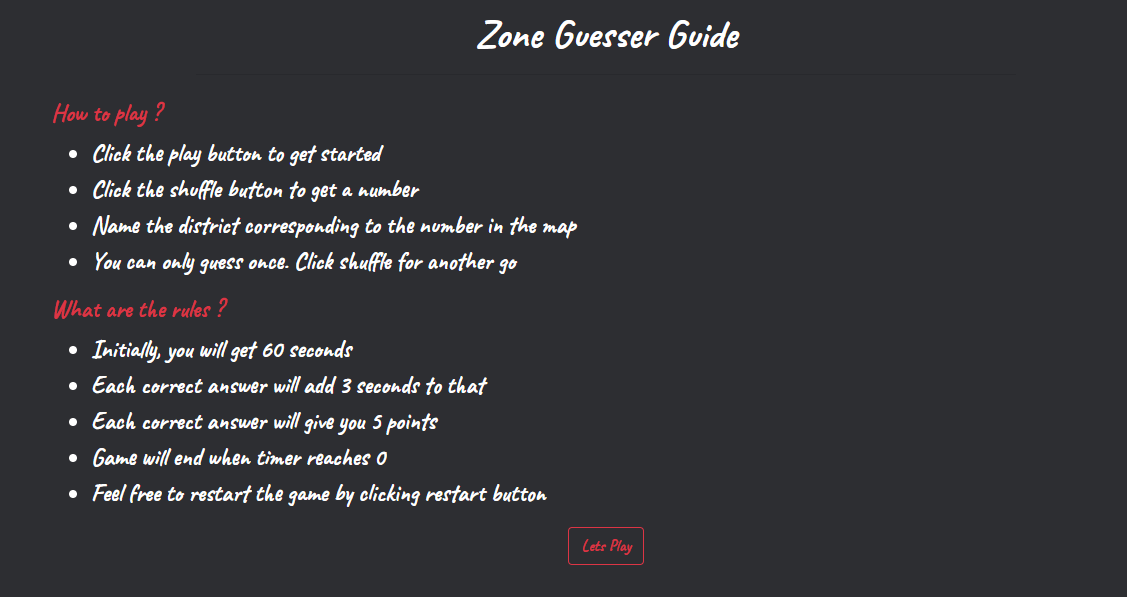 Zone Guesser Guide
How to play ?
Click the play button to get started
Click the shuffle button to get a number
Name the district corresponding to the number in the map
You can only guess once. Click shuffle for another go
What are the rules ?
Initially, you will get 60 seconds
Each correct answer will add 3 seconds to that
Each correct answer will give you 5 points
Game will end when timer reaches 0
Feel free to restart the game by clicking restart button
Lets Play